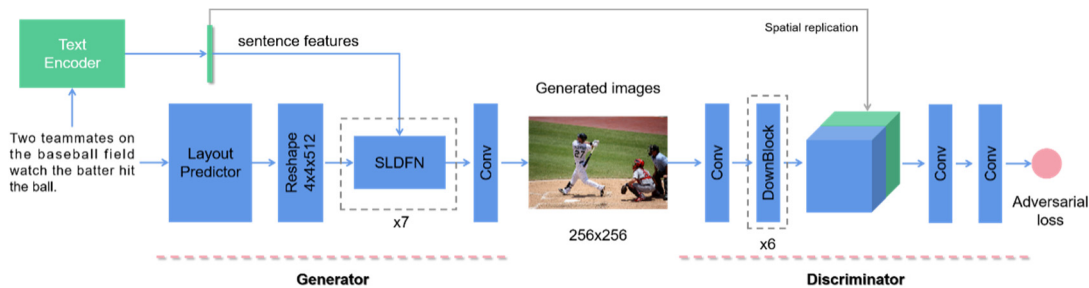 Text
Encoder
sentence features
Spatial replication
Two teammates on
the baseball field
watch the batter hit
the ball.
Layout
Predictor
Reshape
4x4x512
SLDFN
x7
Conv
Generated images
27
256x256
Conv
DownBlock
x6
Conv
Conv
Adversarial
loss
Generator
Discriminator